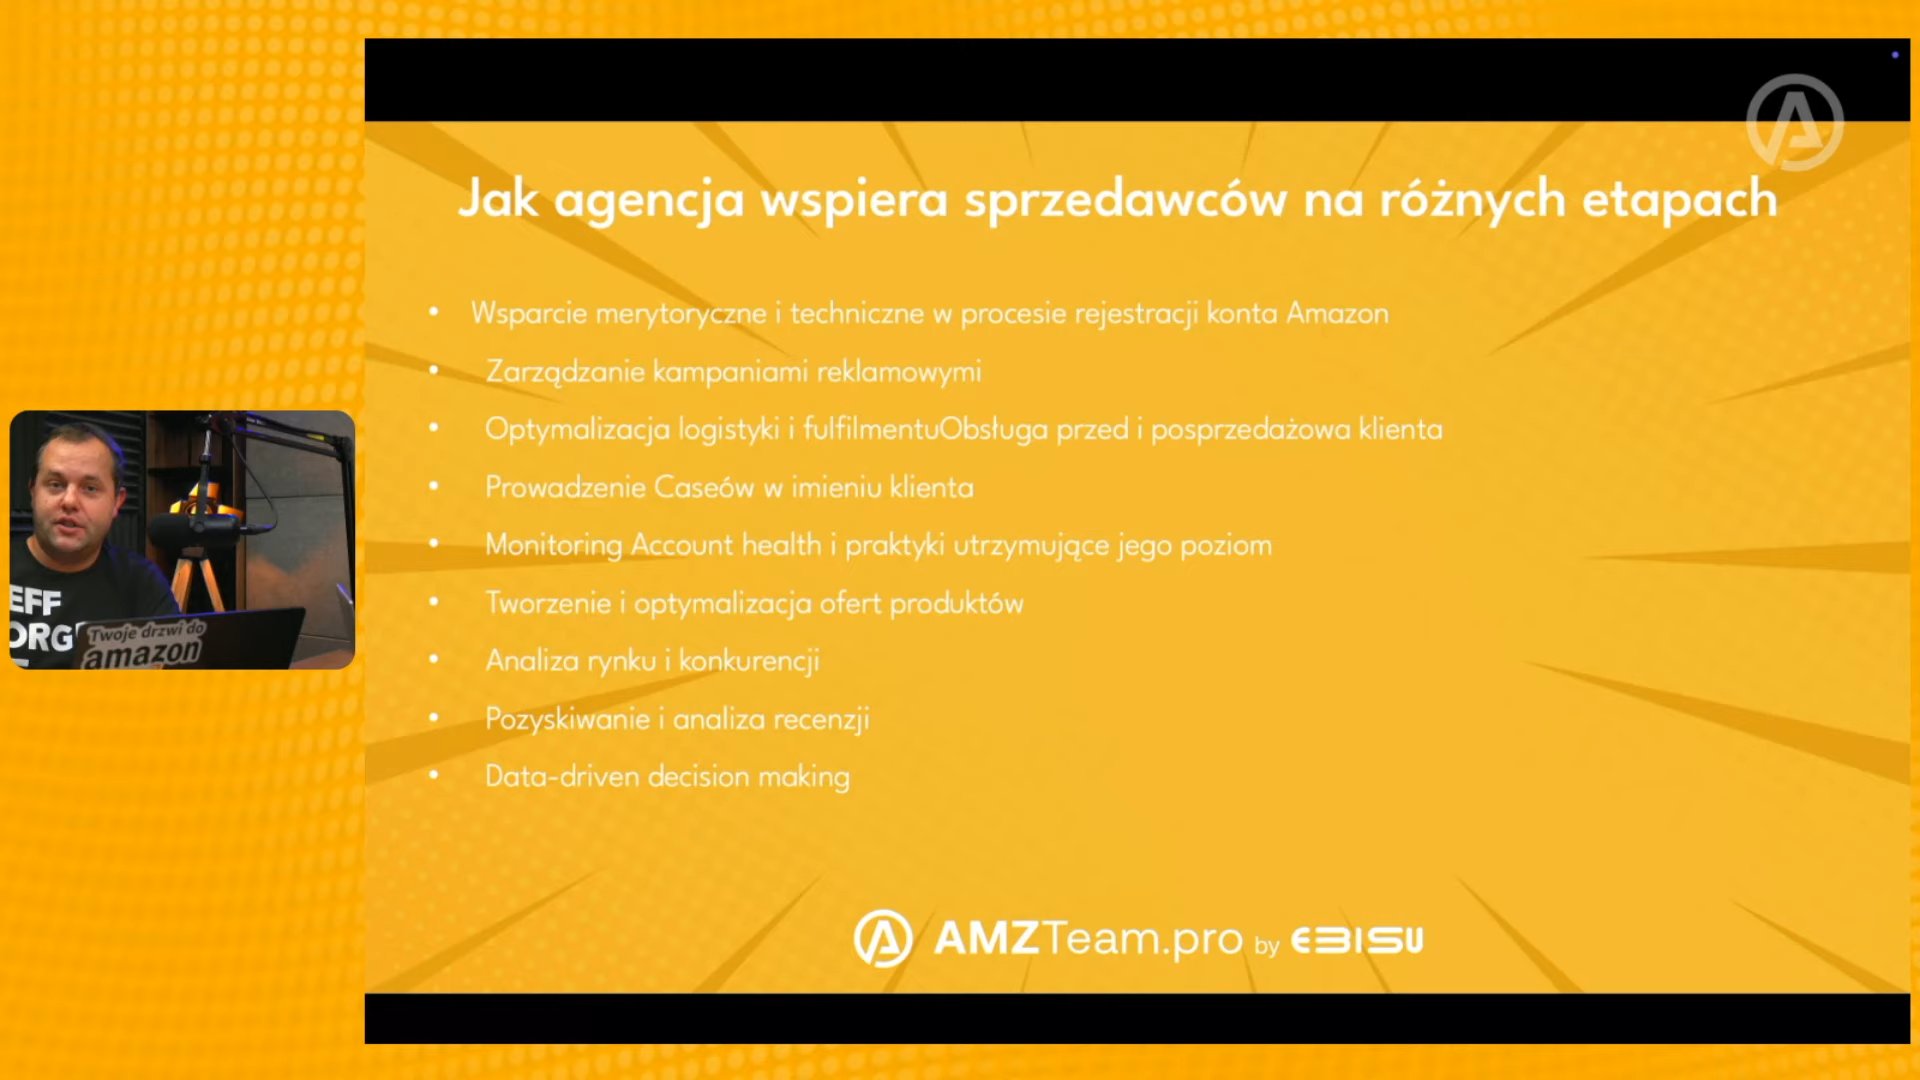 Jak agencja wspiera sprzedawców na różnych etapach
• Wsparcie merytoryczne i techniczne w procesie rejestracji konta Amazon
• Zarządzanie kampaniami reklamowymi
• Optymalizacja logistyki i fulfilmentuObsługa przed i posprzedażowa klienta
• Prowadzenie Caseów w imieniu klienta
• Monitoring Account health i praktyki utrzymujące jego poziom
• Tworzenie i optymalizacja ofert produktów
• Analiza rynku i konkurencji
• Pozyskiwanie i analiza recenzji
• Data-driven decision making
EFF
ORG
Twoje drzwi do
amazon
AMZTeam.pro by EBISU